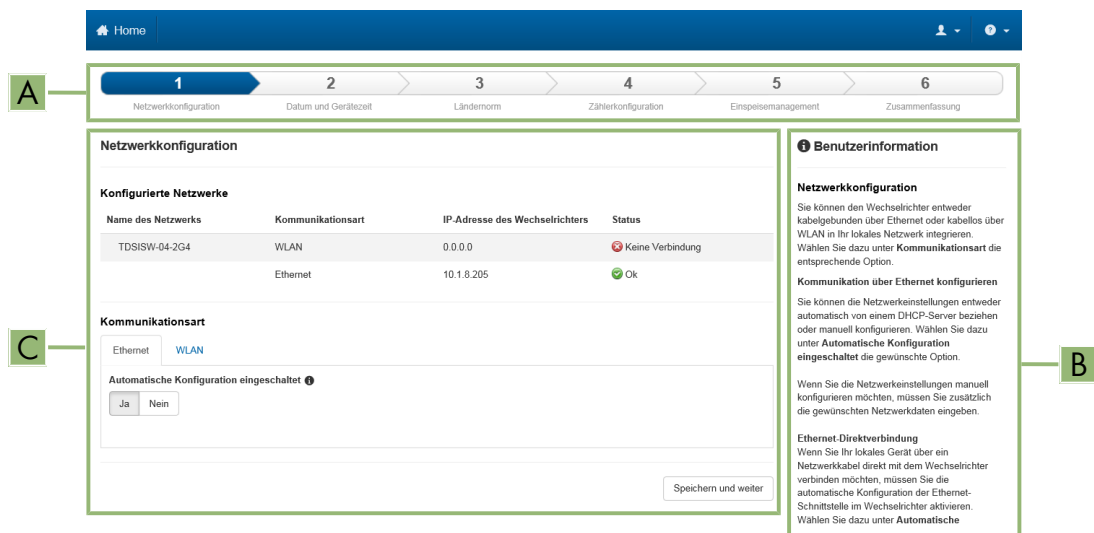 Home
A
1 2 3 4 5 6
Netzwerkkonfiguration Datum und Gerätezeit Ländernorm Zählerkonfiguration Einspeisemanagement Zusammenfassung
C
Netzwerkkonfiguration
Konfigurierte Netzwerke
Name des Netzwerks Kommunikationsart IP-Adresse des Wechselrichters Status
TDSISW-04-2G4 WLAN 0.0.0.0 Keine Verbindung
Ethernet 10.1.8.205 Ok
Kommunikationsart
Ethernet WLAN
Automatische Konfiguration eingeschaltet
Ja Nein
Speichern und weiter
B
Benutzerinformation
Netzwerkkonfiguration
Sie können den Wechselrichter entweder
kabelgebunden über Ethernet oder kabellos über
WLAN in Ihr lokales Netzwerk integrieren.
Wählen Sie dazu unter Kommunikationsart die
entsprechende Option.
Kommunikation über Ethernet konfigurieren
Sie können die Netzwerkeinstellungen entweder
automatisch von einem DHCP-Server beziehen
oder manuell konfigurieren. Wählen Sie dazu
unter Automatische Konfiguration
eingeschaltet die gewünschte Option.
Wenn Sie die Netzwerkeinstellungen manuell
konfigurieren möchten, müssen Sie zusätzlich
die gewünschten Netzwerkdaten eingeben.
Ethernet-Direktverbindung
Wenn Sie Ihr lokales Gerät über ein
Netzwerkkabel direkt mit dem Wechselrichter
verbinden möchten, müssen Sie die
automatische Konfiguration der Ethernet-
Schnittstelle im Wechselrichter aktivieren.
Wählen Sie dazu unter Automatische